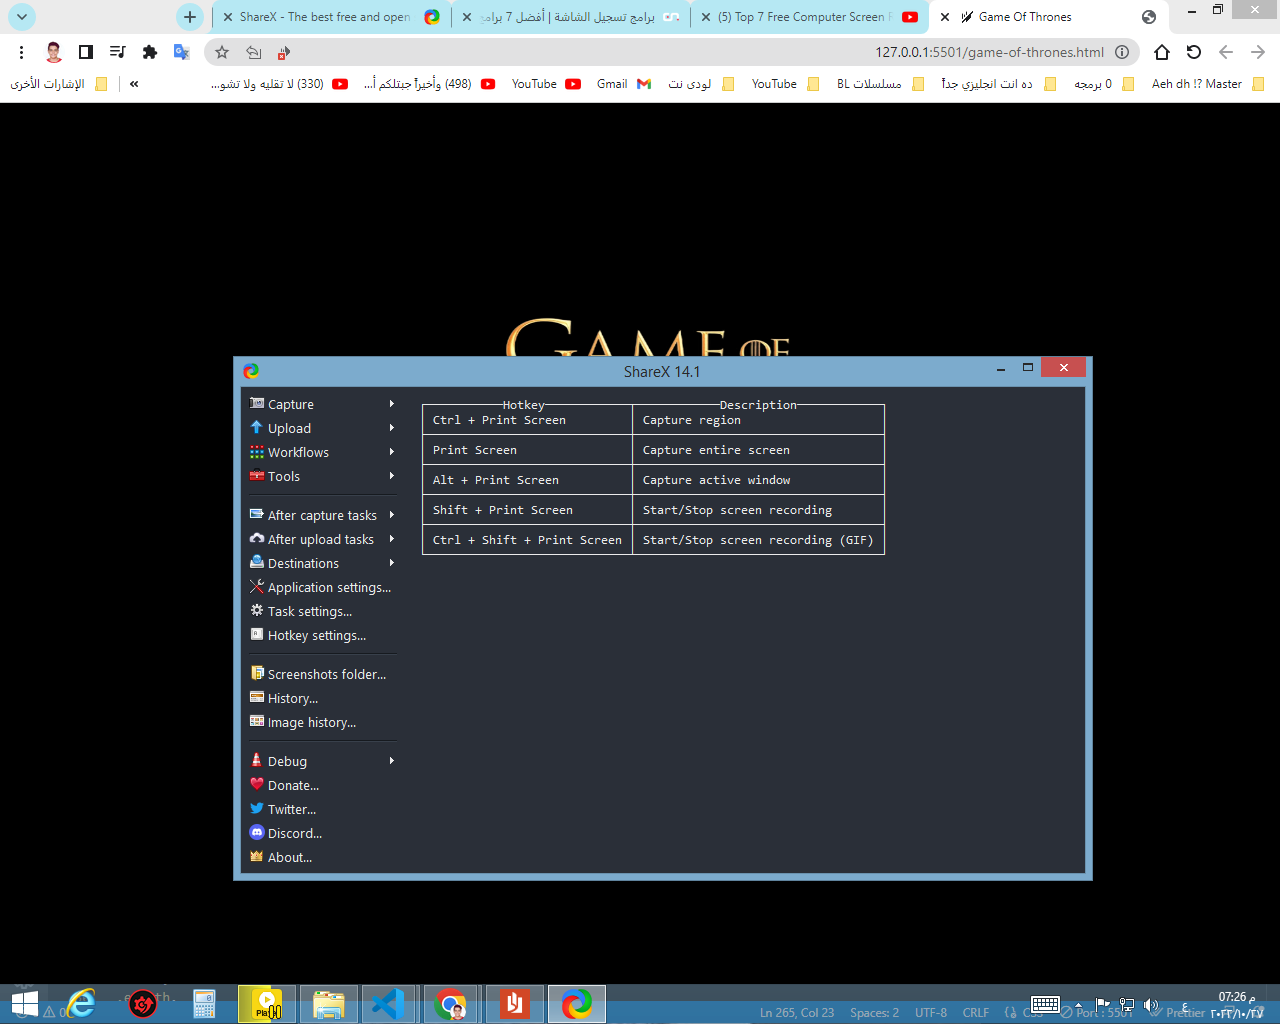 ShareX - The best free and open
برامج تسجيل الشاشة | أفضل 7 برامج
(5) Top 7 Free Computer Screen
Game Of Thrones
127.0.0.1:5501/game-of-thrones.html
الإشارات الأخرى
«
(330) لا تقليه ولا تشو...
(498) وأخيراً جبتلكم أ...
YouTube
Gmail
لودى نت
YouTube
مسلسلات BL
ده انت انجليزي جداً
0 برمجه
Aeh dh !? Master
GAME OF
ShareX 14.1
Capture
Upload
Workflows
Tools
After capture tasks
After upload tasks
Destinations
Application settings...
Task settings...
Hotkey settings...
Screenshots folder...
History...
Image history...
Debug
Donate...
Twitter...
Discord...
About...
Hotkey Description
Ctrl + Print Screen Capture region
Print Screen Capture entire screen
Alt + Print Screen Capture active window
Shift + Print Screen Start/Stop screen recording
Ctrl + Shift + Print Screen Start/Stop screen recording (GIF)
Ln 265, Col 23 Spaces: 2 UTF-8 CRLF CSS Port : 5501 Prettier
ع
07:26 م
٢٠٢٢/١٠/٢٧